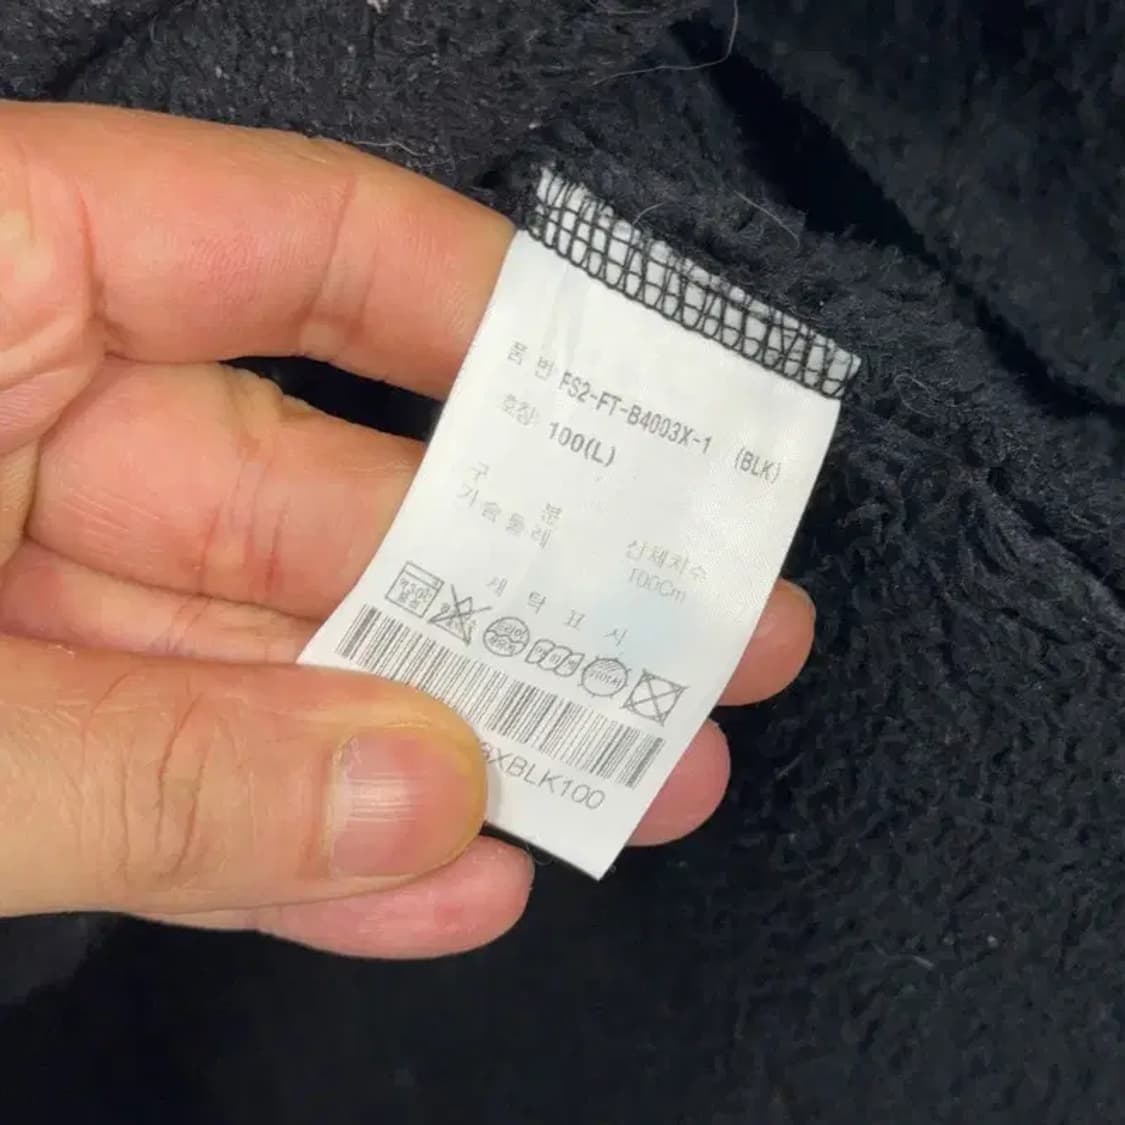 품 번 FS2-FT-B4003X-1 (BLK)
호칭 100(L)
구 분 신체치수
가슴둘레 100Cm
세 탁 표 시
3XBLK100